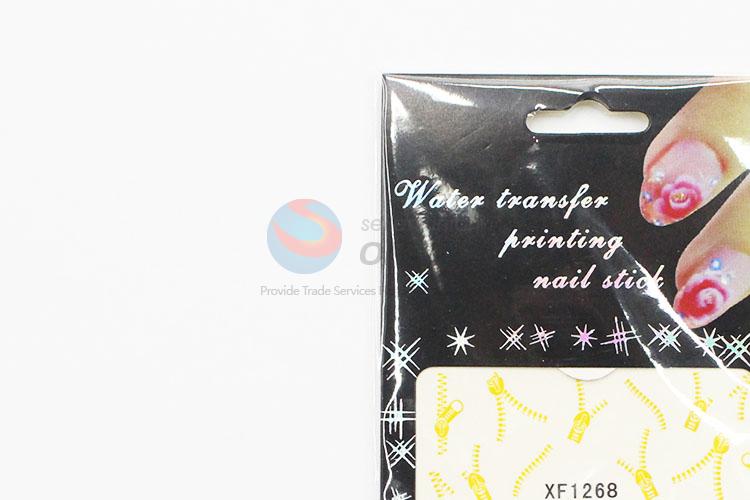 Water transfer
printing
nail stick
Provide Trade Services
XF1268